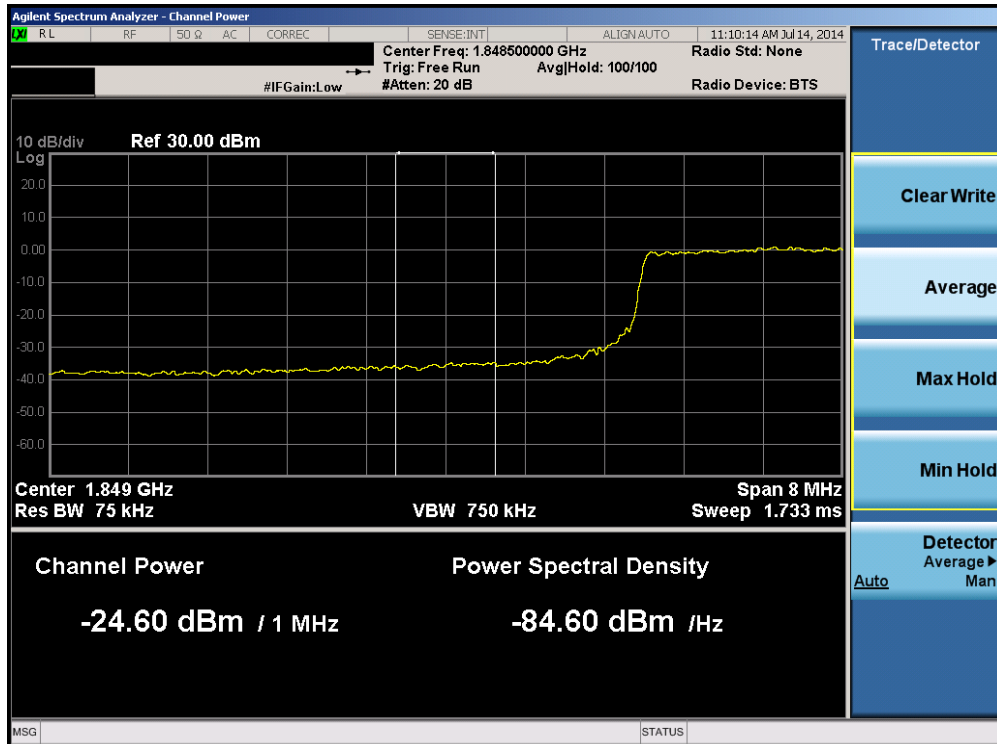 Agilent Spectrum Analyzer - Channel Power
LXI RL RF 50 Ω AC CORREC SENSE:INT ALIGN AUTO 11:10:14 AM Jul 14, 2014
Center Freq: 1.848500000 GHz Radio Std: None
Trig: Free Run Avg|Hold: 100/100
#IFGain:Low #Atten: 20 dB Radio Device: BTS
Trace/Detector
10 dB/div Ref 30.00 dBm
Log
20.0
10.0
0.00
-10.0
-20.0
-30.0
-40.0
-50.0
-60.0
Center 1.849 GHz Span 8 MHz
Res BW 75 kHz VBW 750 kHz Sweep 1.733 ms
Channel Power Power Spectral Density
-24.60 dBm / 1 MHz -84.60 dBm /Hz
Clear Write
Average
Max Hold
Min Hold
Detector
Average▶
Auto Man
MSG STATUS